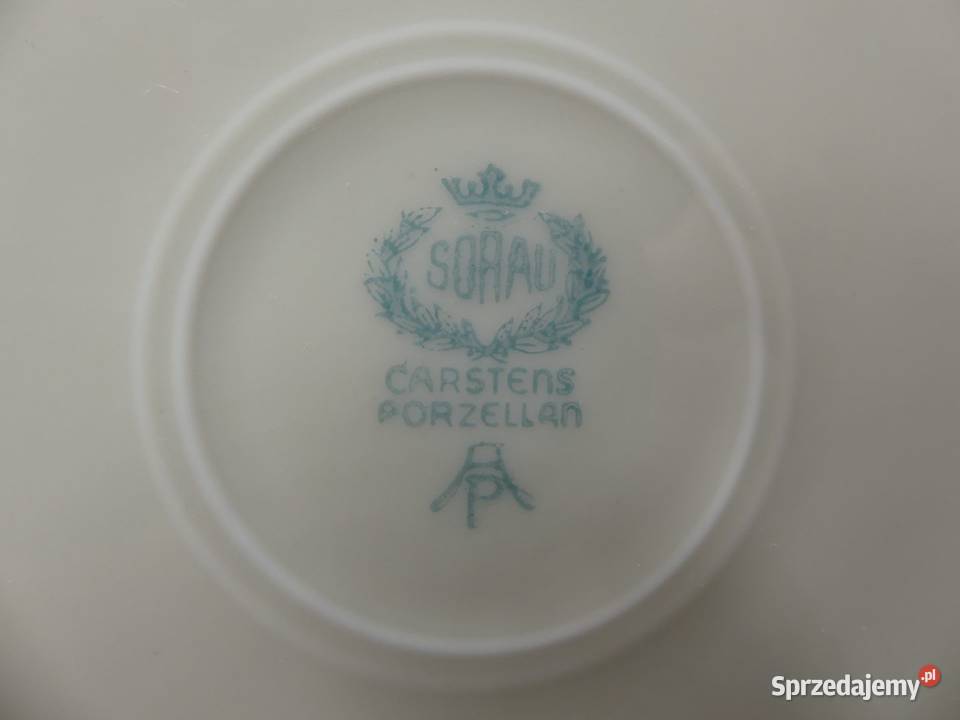 SORAU
CARSTENS
PORZELLAN
P
Sprzedajemy.pl